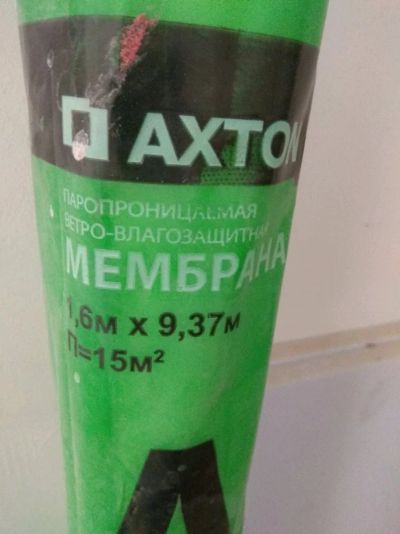 AXTON
ПАРОПРОНИЦАЕМАЯ
ВЕТРО-ВЛАГОЗАЩИТНАЯ
МЕМБРАНА
1,6м х 9,37м
П=15м²
А